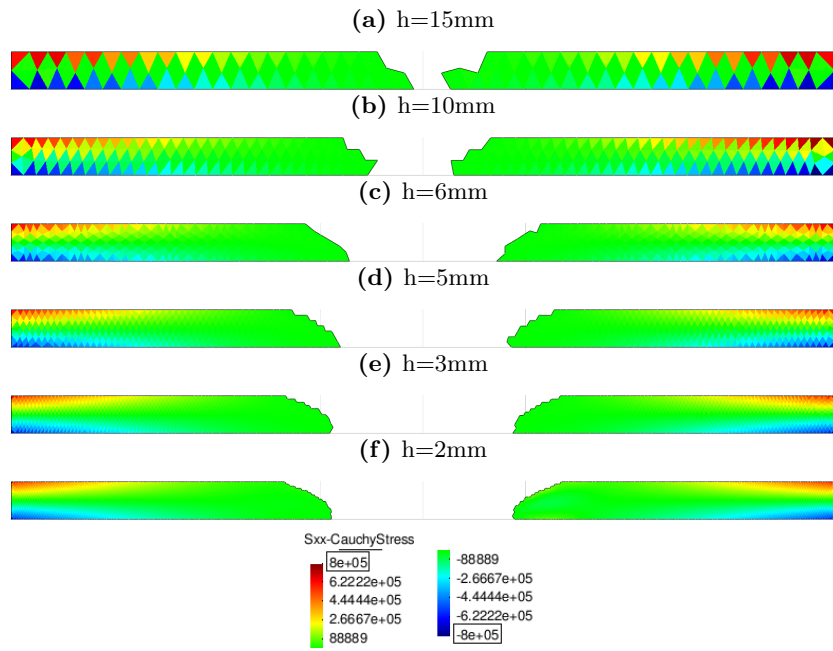 (a) h=15mm
(b) h=10mm
(c) h=6mm
(d) h=5mm
(e) h=3mm
(f) h=2mm
Sxx-CauchyStress
8e+05
6.2222e+05
4.4444e+05
2.6667e+05
88889
-88889
-2.6667e+05
-4.4444e+05
-6.2222e+05
-8e+05